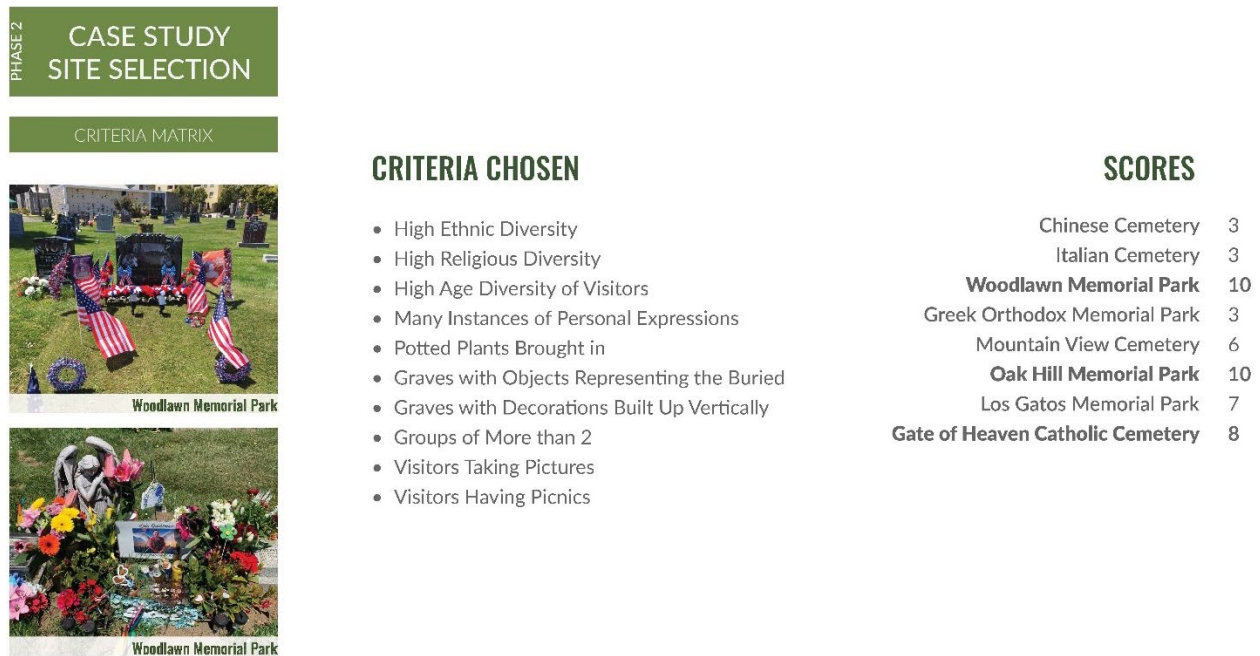 PHASE 2
CASE STUDY
SITE SELECTION
CRITERIA MATRIX
Woodlawn Memorial Park
Woodlawn Memorial Park
CRITERIA CHOSEN
• High Ethnic Diversity
• High Religious Diversity
• High Age Diversity of Visitors
• Many Instances of Personal Expressions
• Potted Plants Brought in
• Graves with Objects Representing the Buried
• Graves with Decorations Built Up Vertically
• Groups of More than 2
• Visitors Taking Pictures
• Visitors Having Picnics
SCORES
Chinese Cemetery 3
Italian Cemetery 3
Woodlawn Memorial Park 10
Greek Orthodox Memorial Park 3
Mountain View Cemetery 6
Oak Hill Memorial Park 10
Los Gatos Memorial Park 7
Gate of Heaven Catholic Cemetery 8